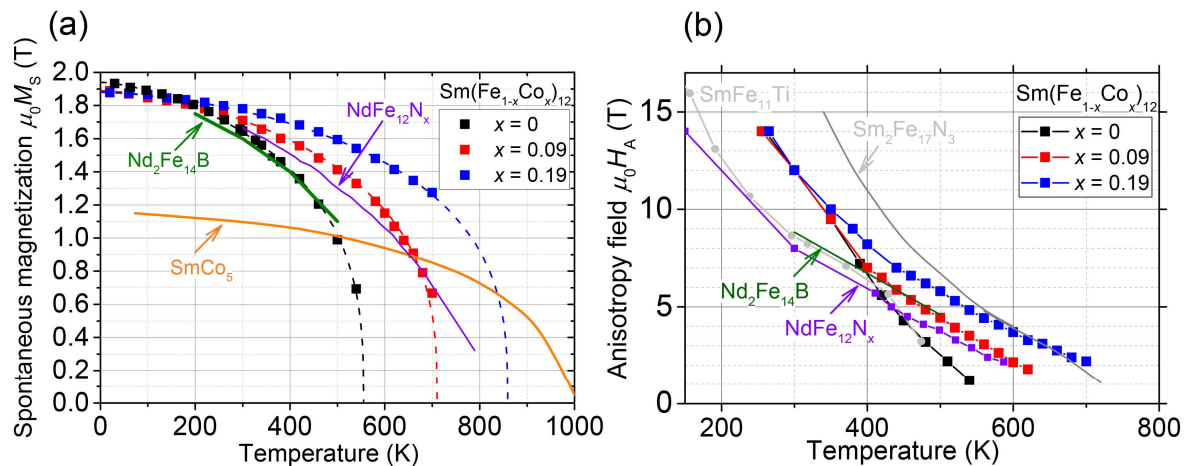 (a)
Spontaneous magnetization μ₀Mₛ (T)
2.0
1.8
1.6
1.4
1.2
1.0
0.8
0.6
0.4
0.2
0.0
Nd₂Fe₁₄B
NdFe₁₂Nₓ
SmCo₅
Sm(Fe₁₋ₓCoₓ)₁₂
x = 0
x = 0.09
x = 0.19
0 200 400 600 800 1000
Temperature (K)
(b)
Anisotropy field μ₀H_A (T)
15
10
5
0
SmFe₁₁Ti
Sm₂Fe₁₇N₃
Nd₂Fe₁₄B
NdFe₁₂Nₓ
Sm(Fe₁₋ₓCoₓ)₁₂
x = 0
x = 0.09
x = 0.19
200 400 600 800
Temperature (K)